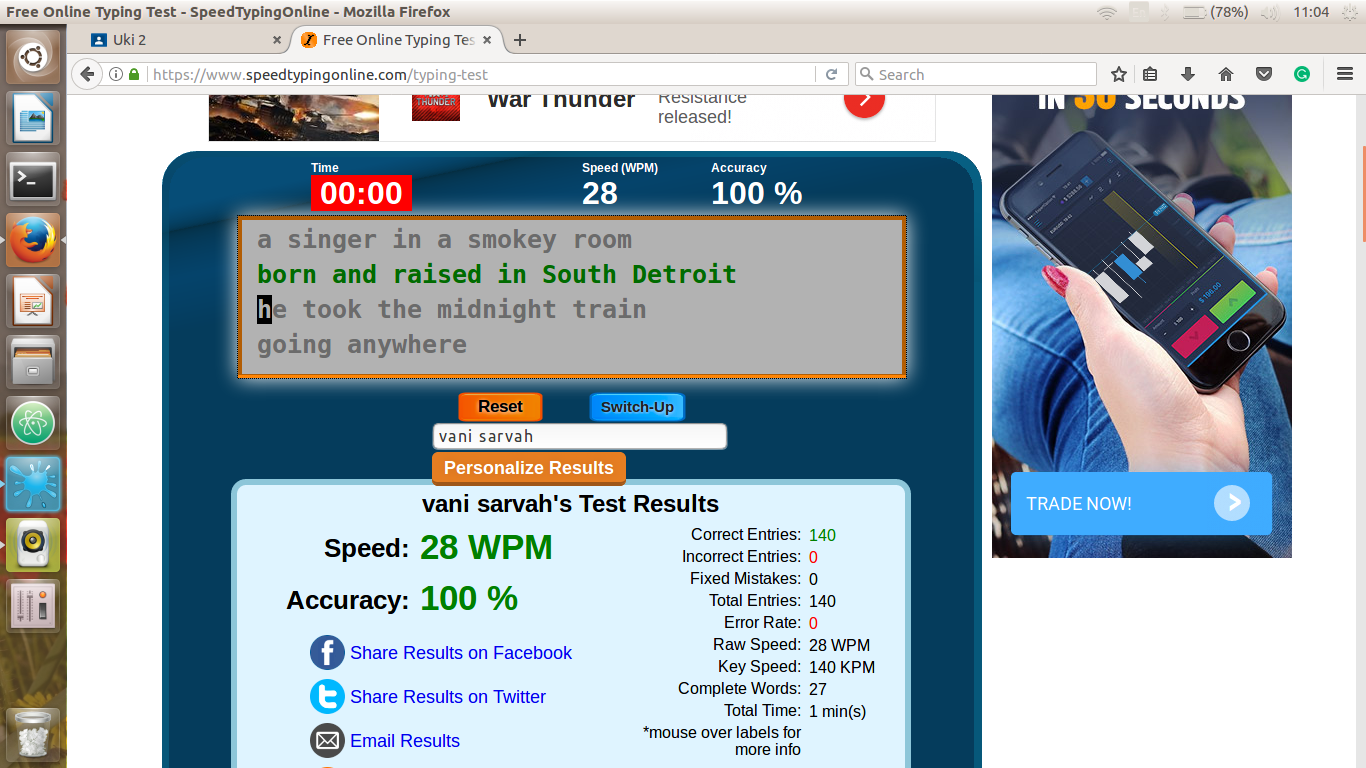 Free Online Typing Test - SpeedTypingOnline - Mozilla Firefox
(78%) 11:04
Uki 2
Free Online Typing Tes
https://www.speedtypingonline.com/typing-test
Search
War Thunder
Resistance
released!
IN 30 SECONDS
Time
Speed (WPM)
Accuracy
00:00
28
100 %
a singer in a smokey room
born and raised in South Detroit
he took the midnight train
going anywhere
Reset
Switch-Up
vani sarvah
Personalize Results
vani sarvah's Test Results
Speed: 28 WPM
Accuracy: 100 %
Share Results on Facebook
Share Results on Twitter
Email Results
Correct Entries: 140
Incorrect Entries: 0
Fixed Mistakes: 0
Total Entries: 140
Error Rate: 0
Raw Speed: 28 WPM
Key Speed: 140 KPM
Complete Words: 27
Total Time: 1 min(s)
*mouse over labels for
more info
TRADE NOW!